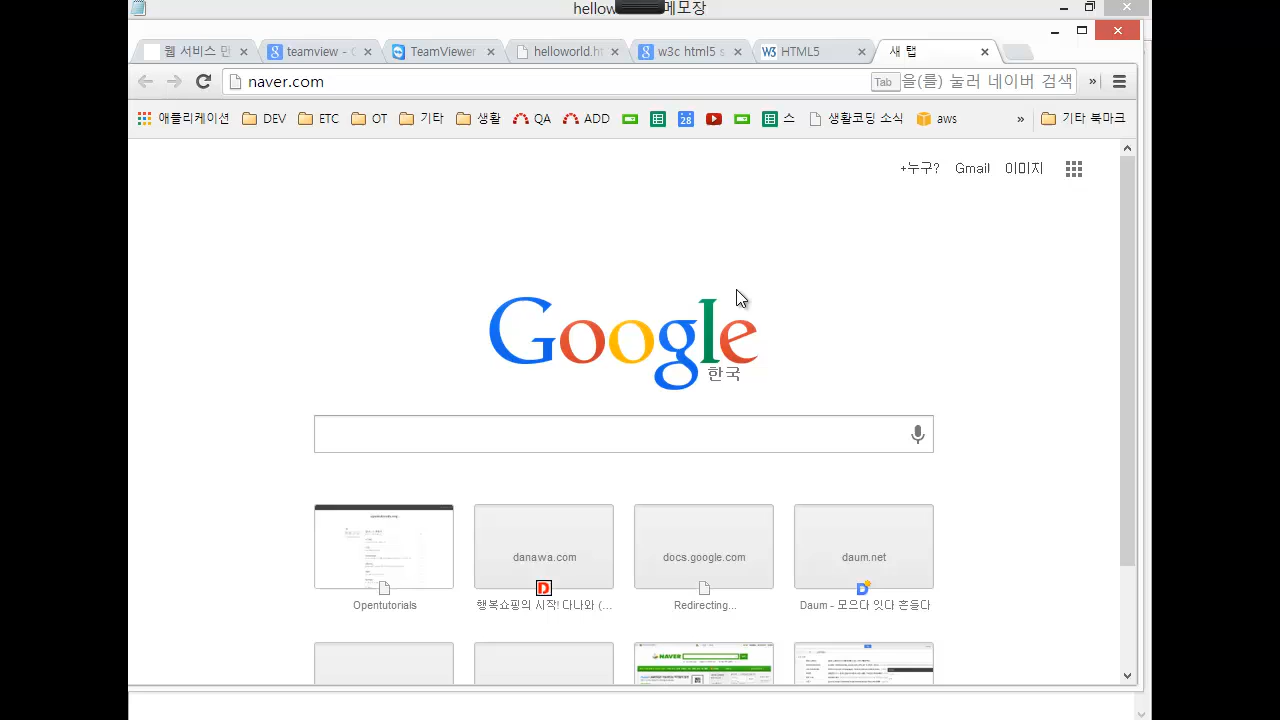 메모장
웹 서비스 먼
teamview - G
helloworld.ht
w3c html5 s
W3 HTML5
새 탭
naver.com
Tab 을(를) 눌러 네이버 검색 »
애플리케이션 DEV ETC OT 기타 생활 QA ADD 28 스 생활코딩 소식 aws » 기타 북마크
+누구? Gmail 이미지
Google
한국
danawa.com docs.google.com daum.net
Opentutorials 행복쇼핑의 시작! 다나와 (... Redirecting... Daum - 모으다 잇다 흔들다
NAVER